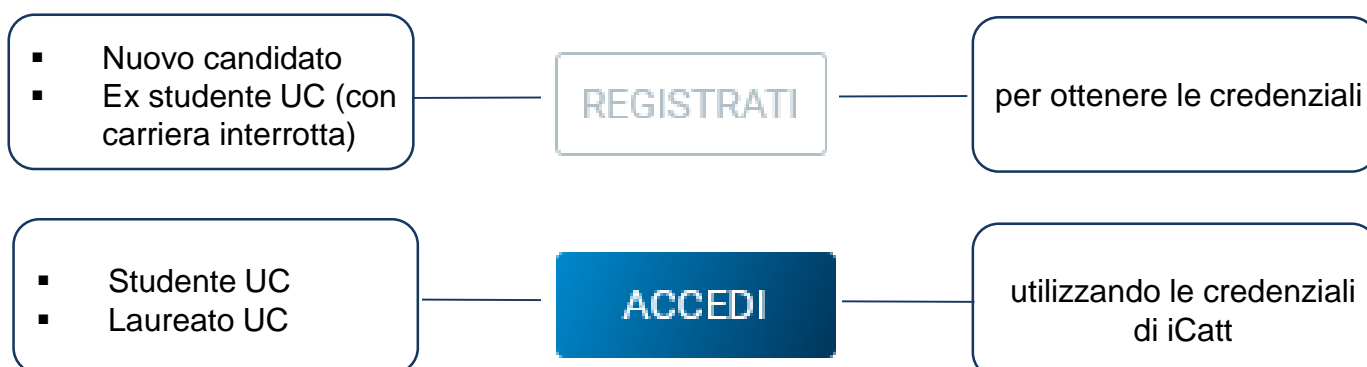 ▪ Nuovo candidato
▪ Ex studente UC (con
carriera interrotta)
REGISTRATI
per ottenere le credenziali
▪ Studente UC
▪ Laureato UC
ACCEDI
utilizzando le credenziali
di iCatt